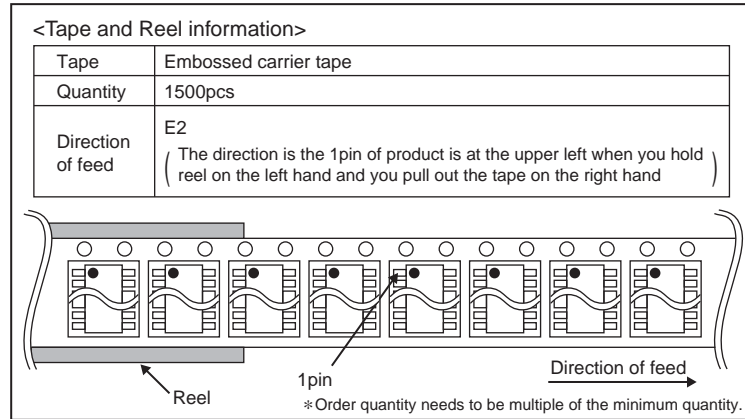 <Tape and Reel information>
Tape Embossed carrier tape
Quantity 1500pcs
Direction of feed E2
( The direction is the 1pin of product is at the upper left when you hold
reel on the left hand and you pull out the tape on the right hand )
Reel
1pin
Direction of feed
*Order quantity needs to be multiple of the minimum quantity.